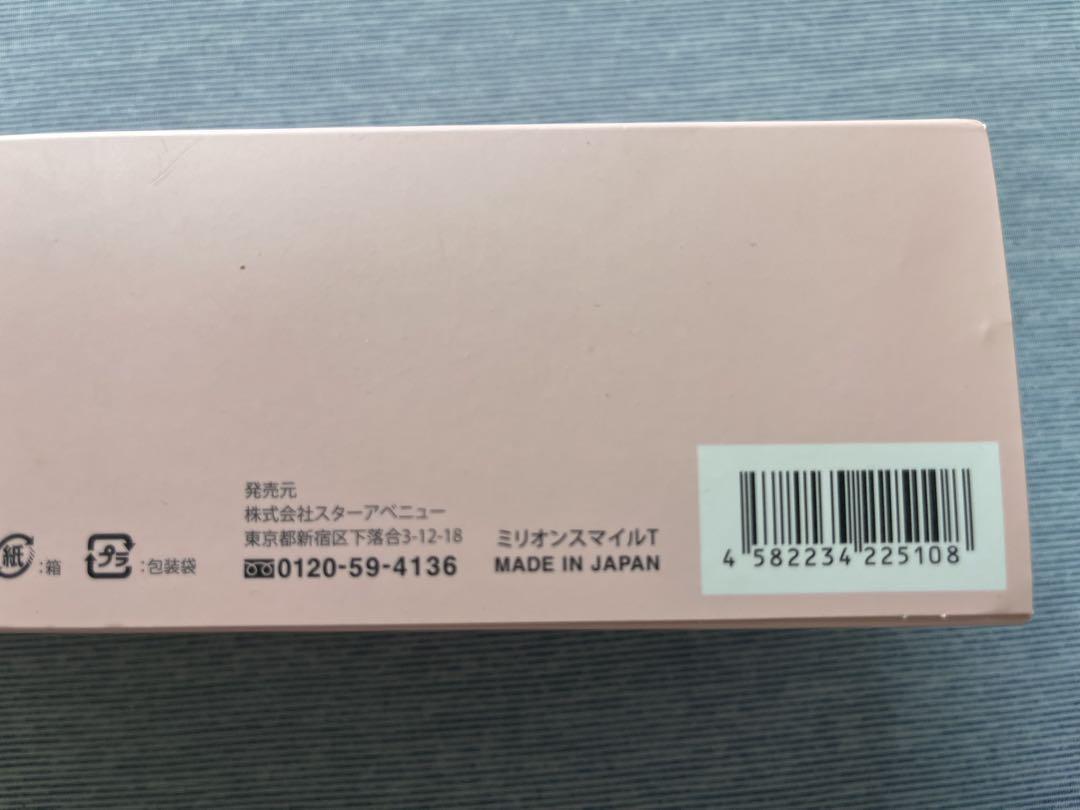 発売元
株式会社スターアベニュー
東京都新宿区下落合3-12-18
0120-59-4136
紙
:箱
プラ
:包装袋
ミリオンスマイルT
MADE IN JAPAN
4 582234 225108